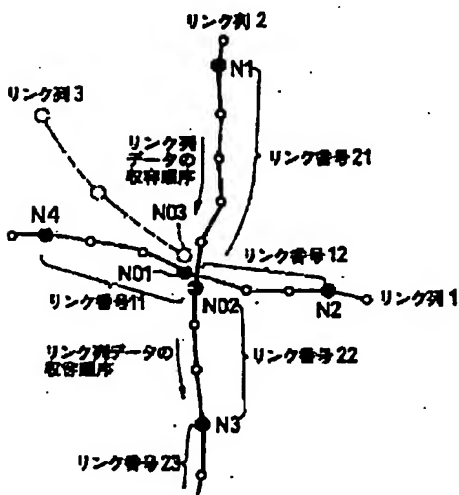 リンク列2
N1
リンク列3
リンク列
データの
収容順序
リンク番号21
N4
N03
リンク番号12
N01
リンク番号11
N02
N2
リンク列1
リンク列データの
収容順序
リンク番号22
N3
リンク番号23